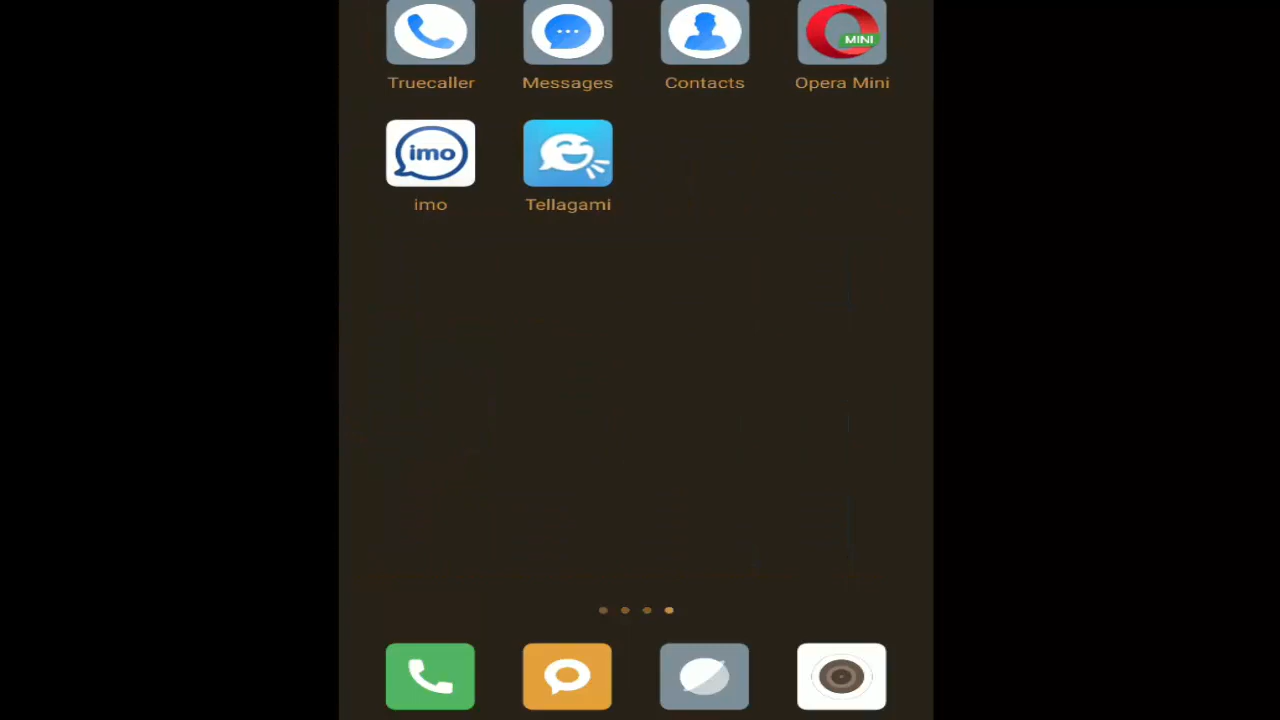 MINI
Truecaller Messages Contacts Opera Mini
imo
imo Tellagami